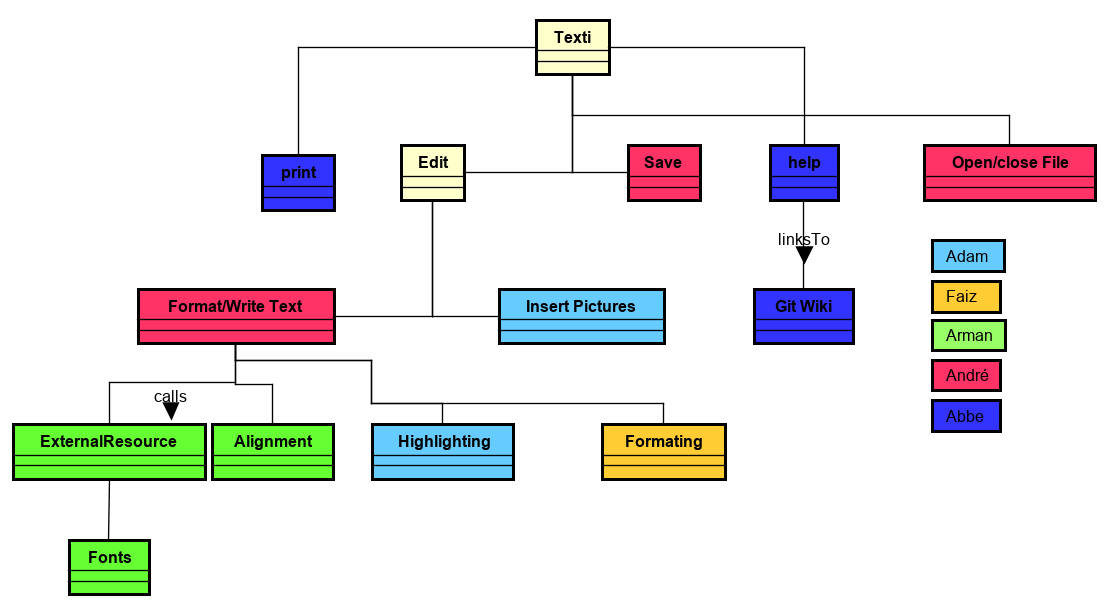 Texti
print
Edit
Save
help
Open/close File
linksTo
Adam
Faiz
Arman
André
Abbe
Format/Write Text
Insert Pictures
Git Wiki
calls
ExternalResource
Alignment
Highlighting
Formating
Fonts